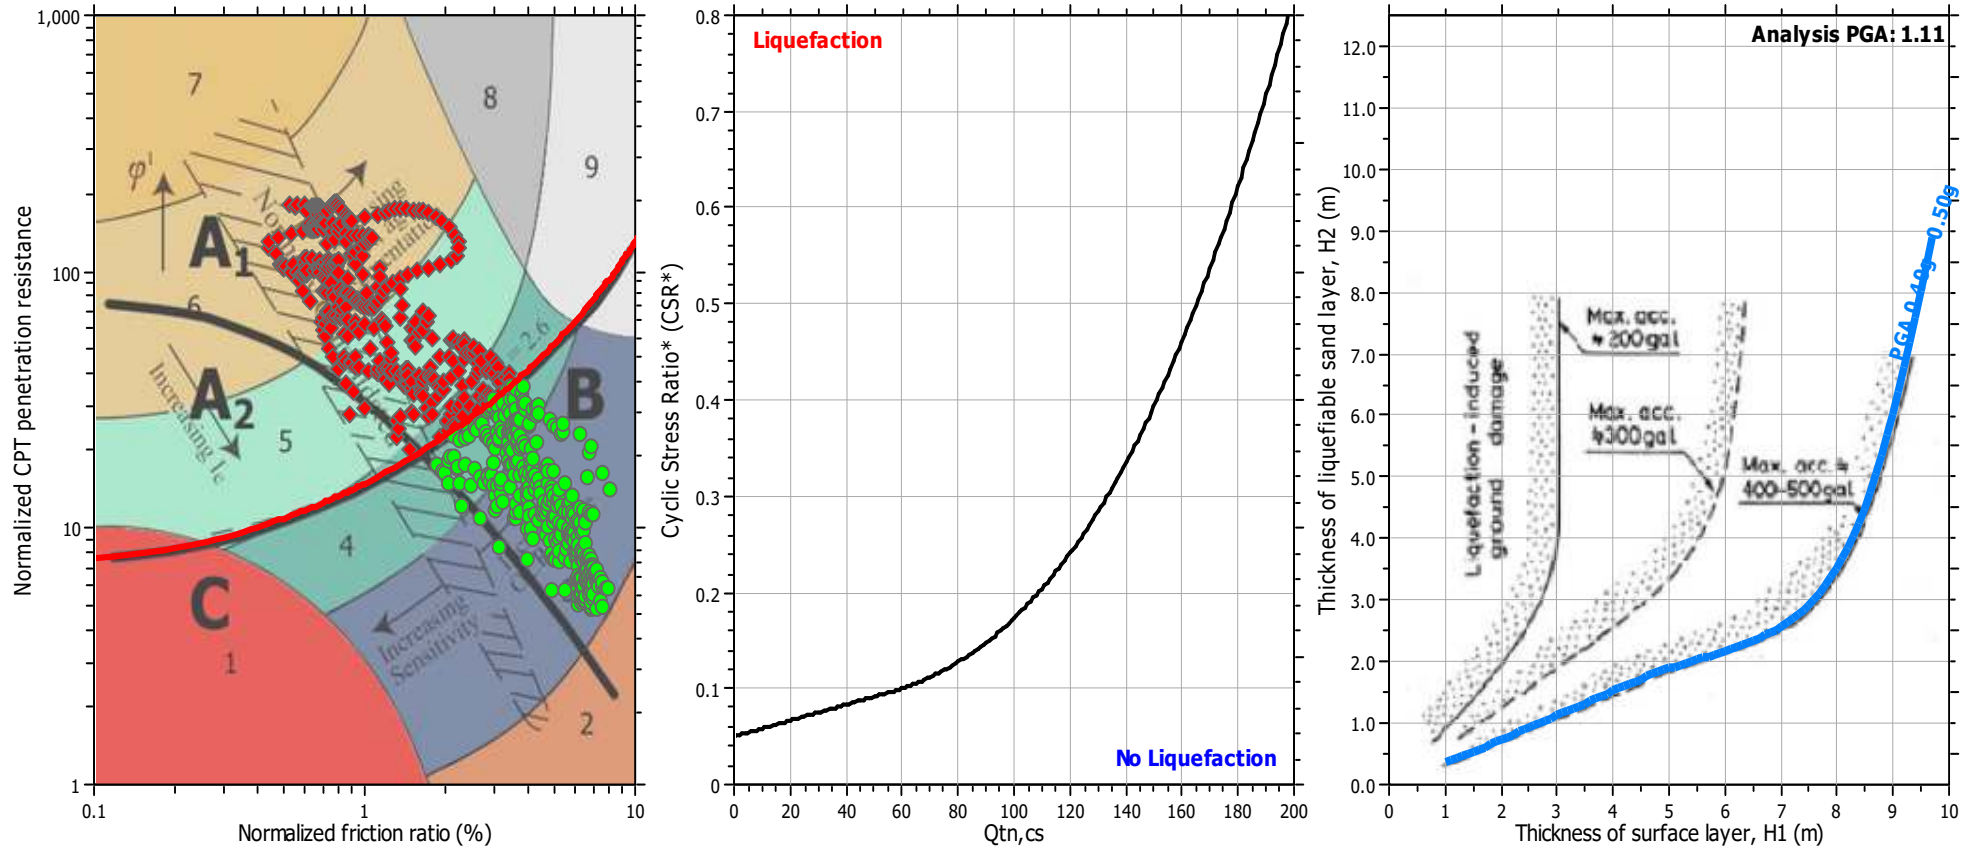 1,000
100
10
1
Normalized CPT penetration resistance
7
8
9
φ'
A1
6
A2
Increasing Ic
5
B
4
C
1
Increasing
Sensitivity
2
= 2.6
0.1
1
10
Normalized friction ratio (%)
Liquefaction
No Liquefaction
0.8
0.7
0.6
0.5
0.4
0.3
0.2
0.1
0
Cyclic Stress Ratio* (CSR*)
0
20
40
60
80
100
120
140
160
180
200
Qtn,cs
Analysis PGA: 1.11
12.0
11.0
10.0
9.0
8.0
7.0
6.0
5.0
4.0
3.0
2.0
1.0
0.0
Thickness of liquefiable sand layer, H2 (m)
Liquefaction-induced
ground damage
Max. acc.
≒ 200gal
Max. acc.
≒300gal
Max. acc. ≒
400-500gal
PGA 0.40g
0.50g
0
1
2
3
4
5
6
7
8
9
10
Thickness of surface layer, H1 (m)